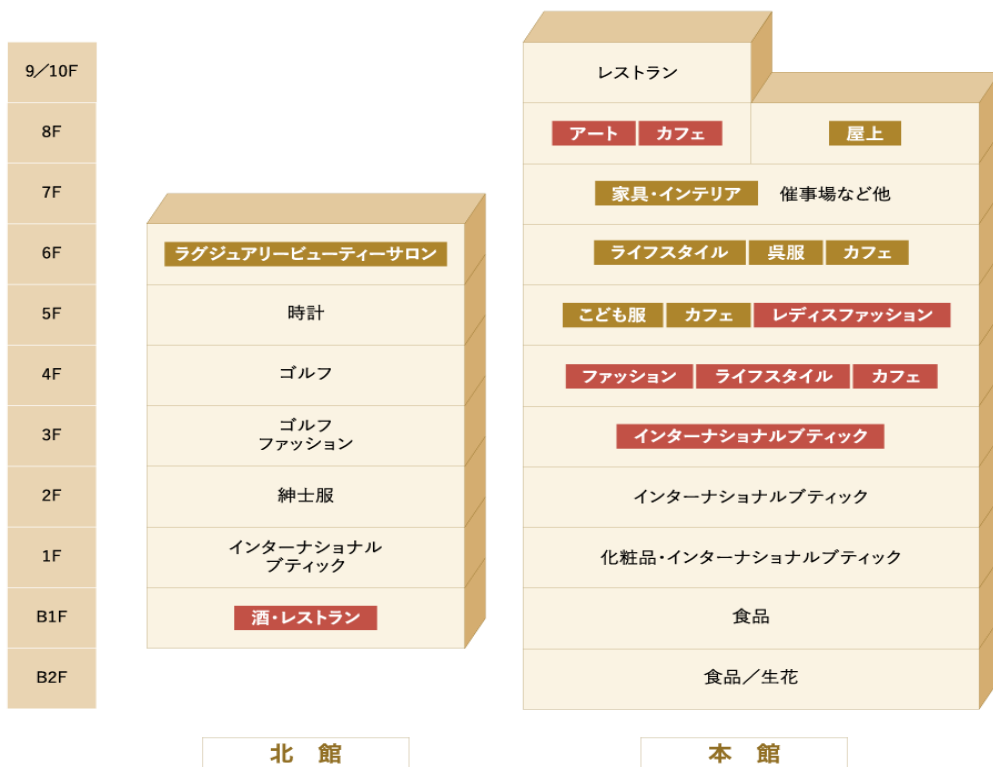 9／10F
レストラン
8F
アート カフェ
屋上
7F
家具・インテリア 催事場など他
6F
ラグジュアリービューティーサロン
ライフスタイル 呉服 カフェ
5F
時計
こども服 カフェ レディスファッション
4F
ゴルフ
ファッション ライフスタイル カフェ
3F
ゴルフ
ファッション
インターナショナルブティック
2F
紳士服
インターナショナルブティック
1F
インターナショナル
ブティック
化粧品・インターナショナルブティック
B1F
酒・レストラン
食品
B2F
食品／生花
北 館
本 館